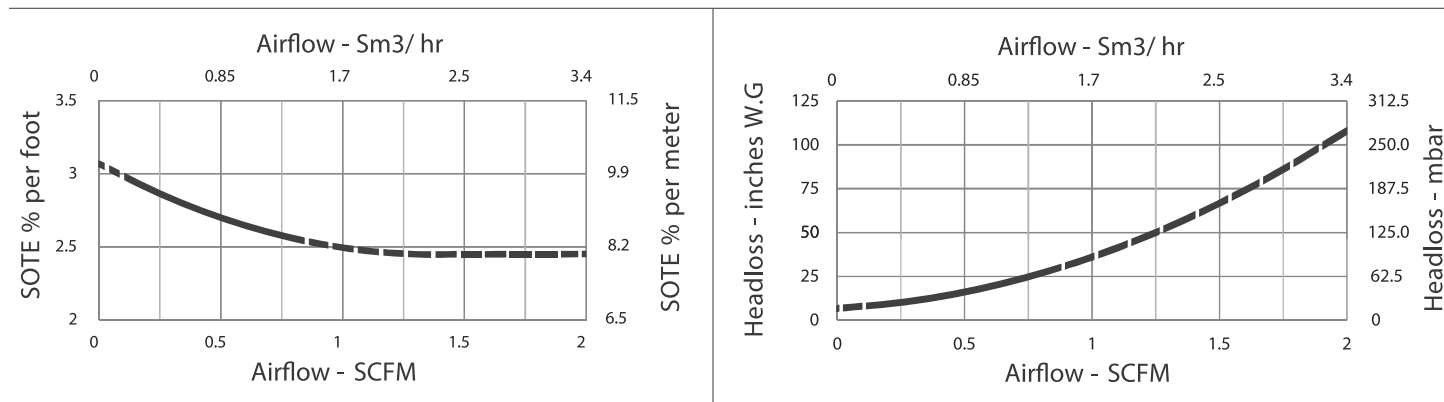 Airflow - Sm3/ hr
0 0.85 1.7 2.5 3.4
SOTE % per foot
3.5
3
2.5
2
11.5
9.9
8.2
6.5
SOTE % per meter
0 0.5 1 1.5 2
Airflow - SCFM
Airflow - Sm3/ hr
0 0.85 1.7 2.5 3.4
Headloss - inches W.G
125
100
75
50
25
0
312.5
250.0
187.5
125.0
62.5
0
Headloss - mbar
0 0.5 1 1.5 2
Airflow - SCFM